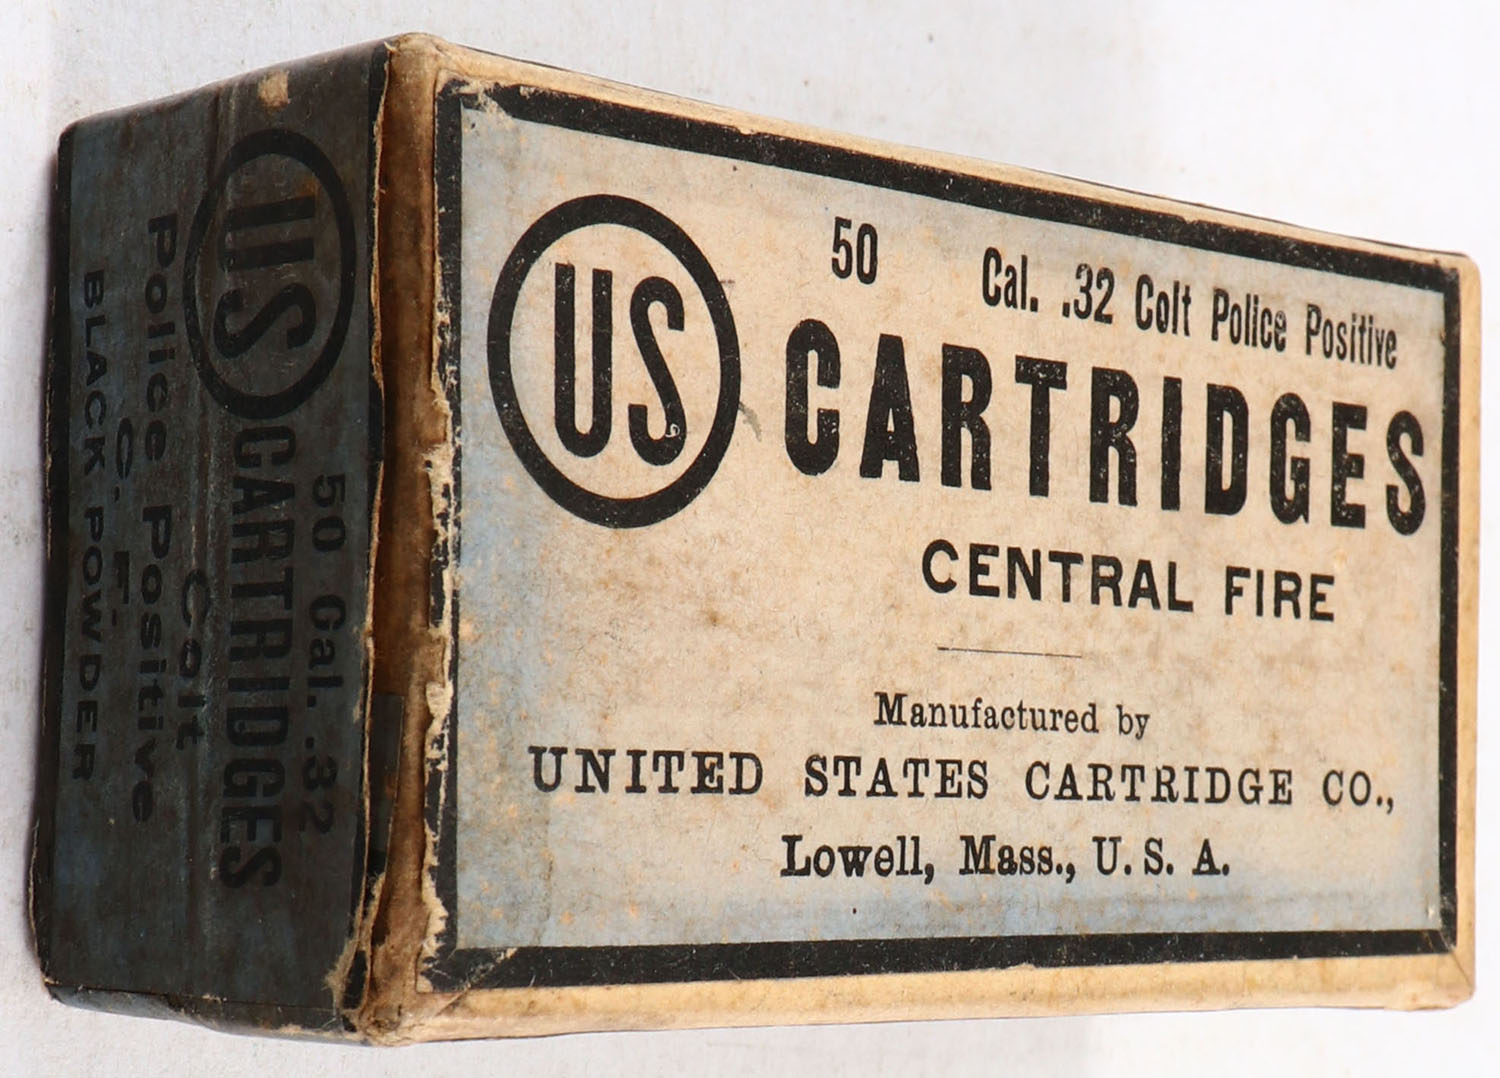 US
50 Cal. .32 Colt Police Positive
CARTRIDGES
CENTRAL FIRE
Manufactured by
UNITED STATES CARTRIDGE CO.,
Lowell, Mass., U. S. A.
50 Cal. .32
US CARTRIDGES
Colt
Police Positive
C. F.
BLACK POWDER